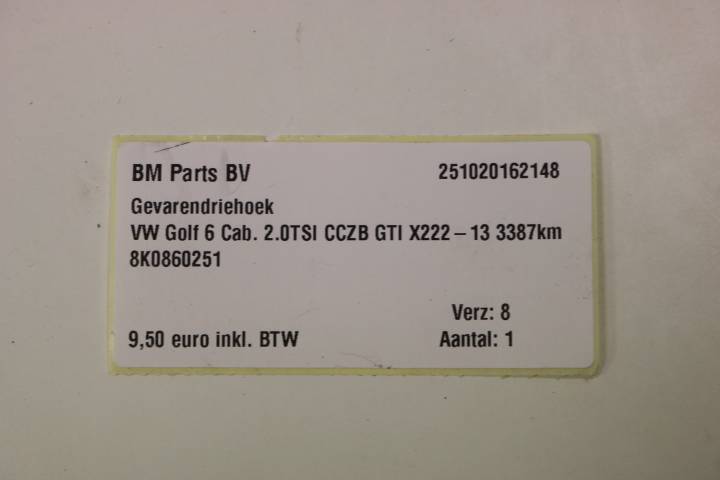 BM Parts BV 251020162148
Gevarendriehoek
VW Golf 6 Cab. 2.0TSI CCZB GTI X222 – 13 3387km
8K0860251
Verz: 8
9,50 euro inkl. BTW Aantal: 1